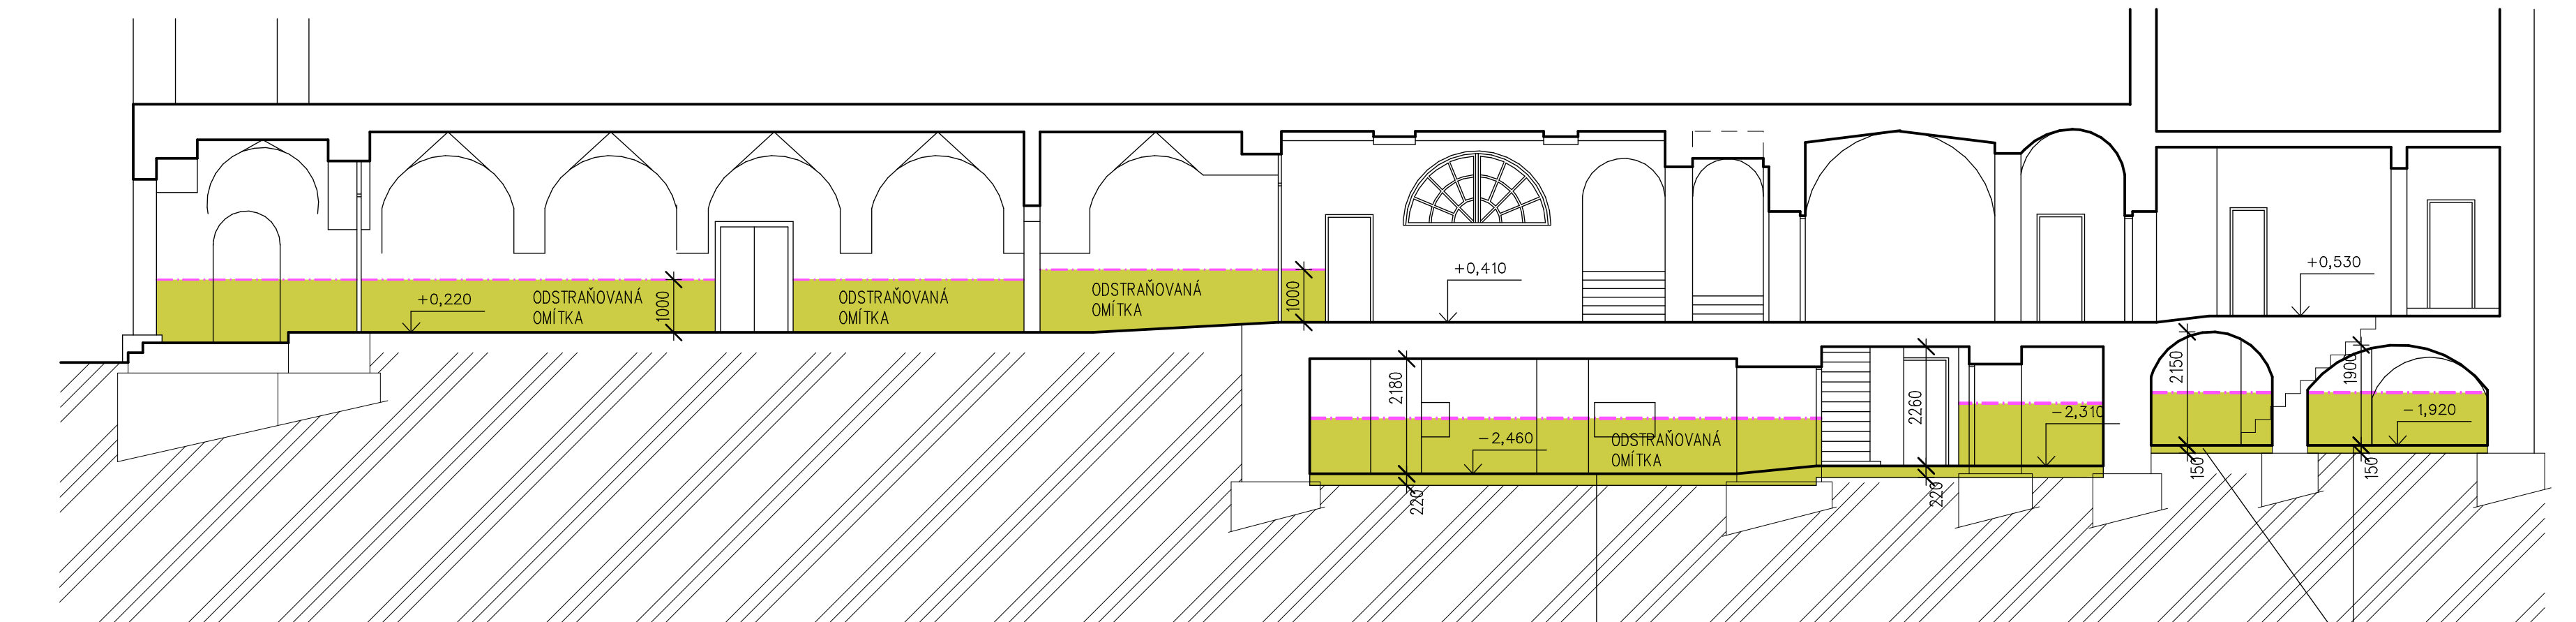 +0,220
ODSTRAŇOVANÁ
OMÍTKA
1000
ODSTRAŇOVANÁ
OMÍTKA
ODSTRAŇOVANÁ
OMÍTKA
1000
+0,410
+0,530
2180
-2,460
ODSTRAŇOVANÁ
OMÍTKA
220
2260
220
-2,310
2150
150
1900
-1,920
150